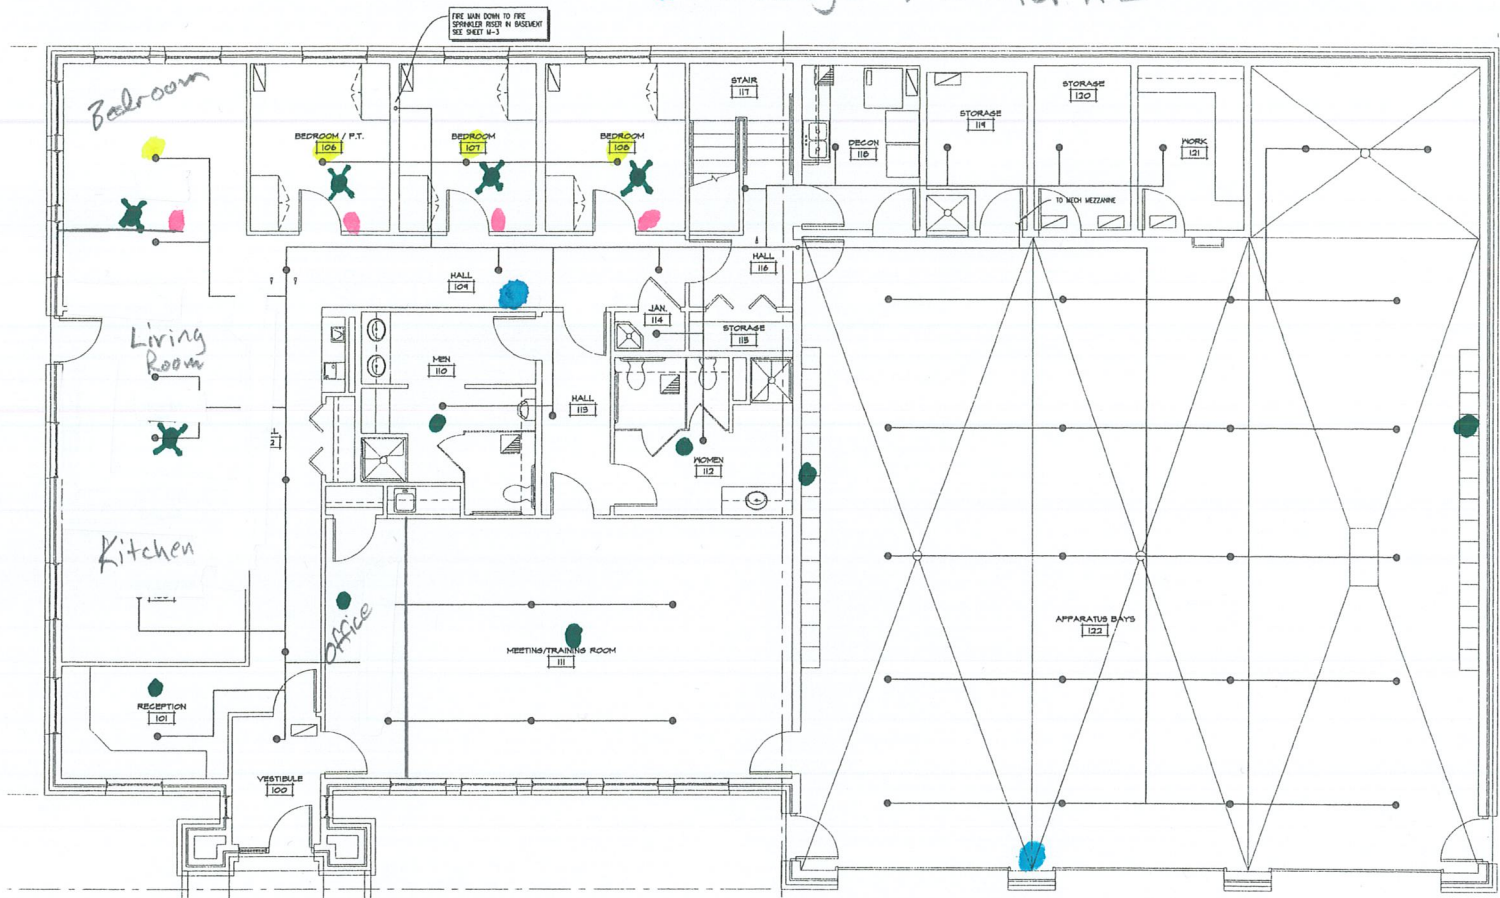 FIRE MAIN DOWN TO FIRE
SPRINKLER RISER IN BASEMENT
SEE SHEET M-3
Bedroom
STAIR
117
STORAGE
120
STORAGE
119
BEDROOM / P.T.
106
BEDROOM
107
BEDROOM
108
DECON
118
WORK
121
TO MECH MEZZANINE
HALL
109
HALL
116
JAN.
114
STORAGE
115
Living
Room
MEN
110
HALL
113
WOMEN
112
Kitchen
Office
MEETING/TRAINING ROOM
111
APPARATUS BAYS
122
RECEPTION
101
VESTIBULE
100